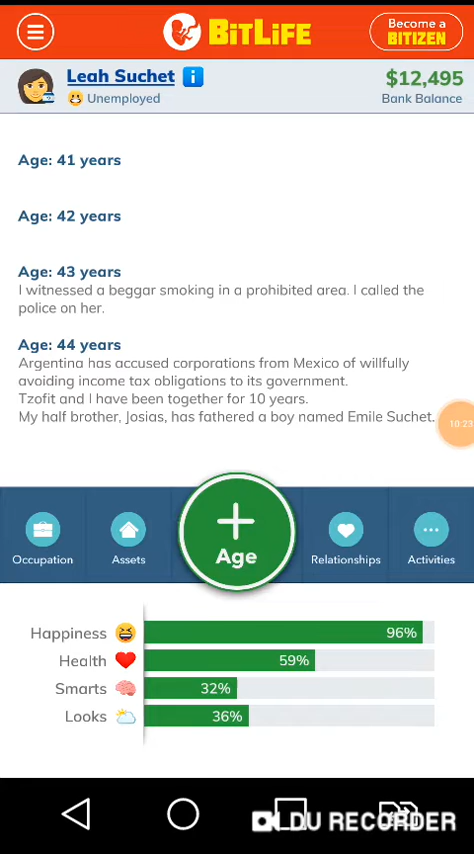 BitLife
Become a
BITIZEN
Leah Suchet
$12,495
Unemployed
Bank Balance
Age: 41 years
Age: 42 years
Age: 43 years
I witnessed a beggar smoking in a prohibited area. I called the
police on her.
Age: 44 years
Argentina has accused corporations from Mexico of willfully
avoiding income tax obligations to its government.
Tzofit and I have been together for 10 years.
My half brother, Josias, has fathered a boy named Emile Suchet.
10:23
Occupation
Assets
+
Age
Relationships
Activities
Happiness 96%
Health 59%
Smarts 32%
Looks 36%
DU RECORDER